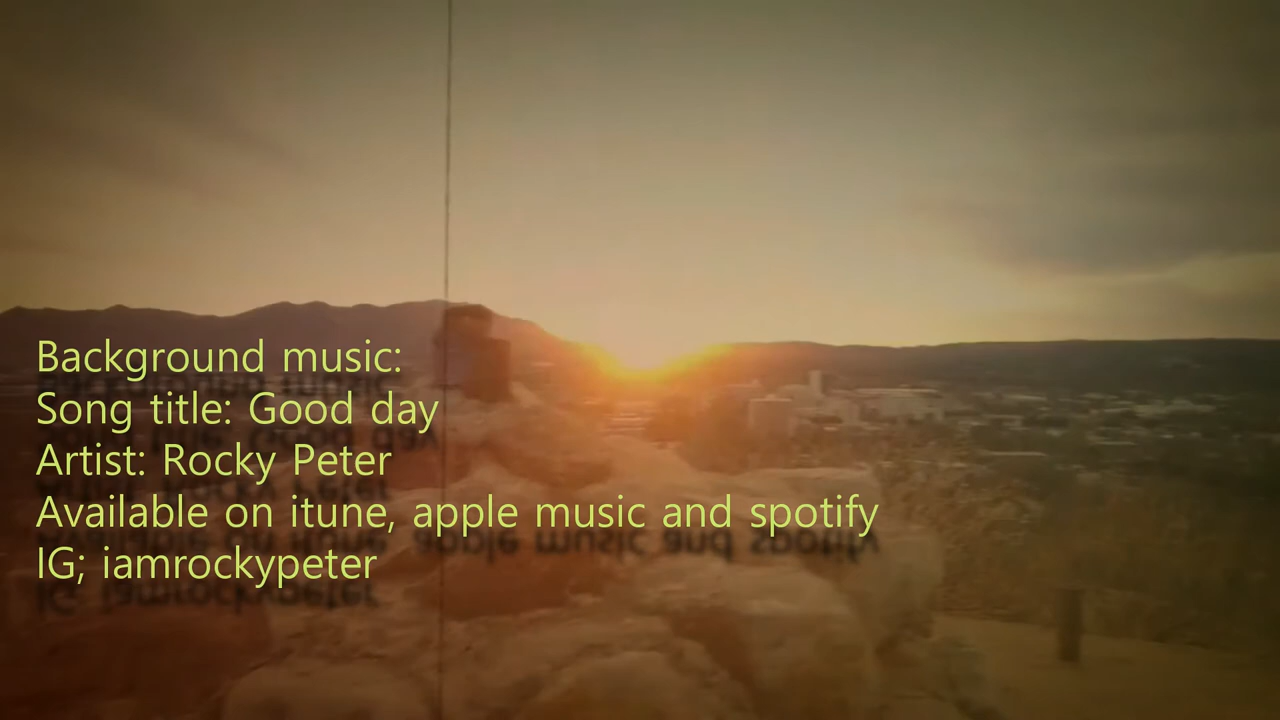 Background music:
Song title: Good day
Artist: Rocky Peter
Available on itune, apple music and spotify
IG; iamrockypeter